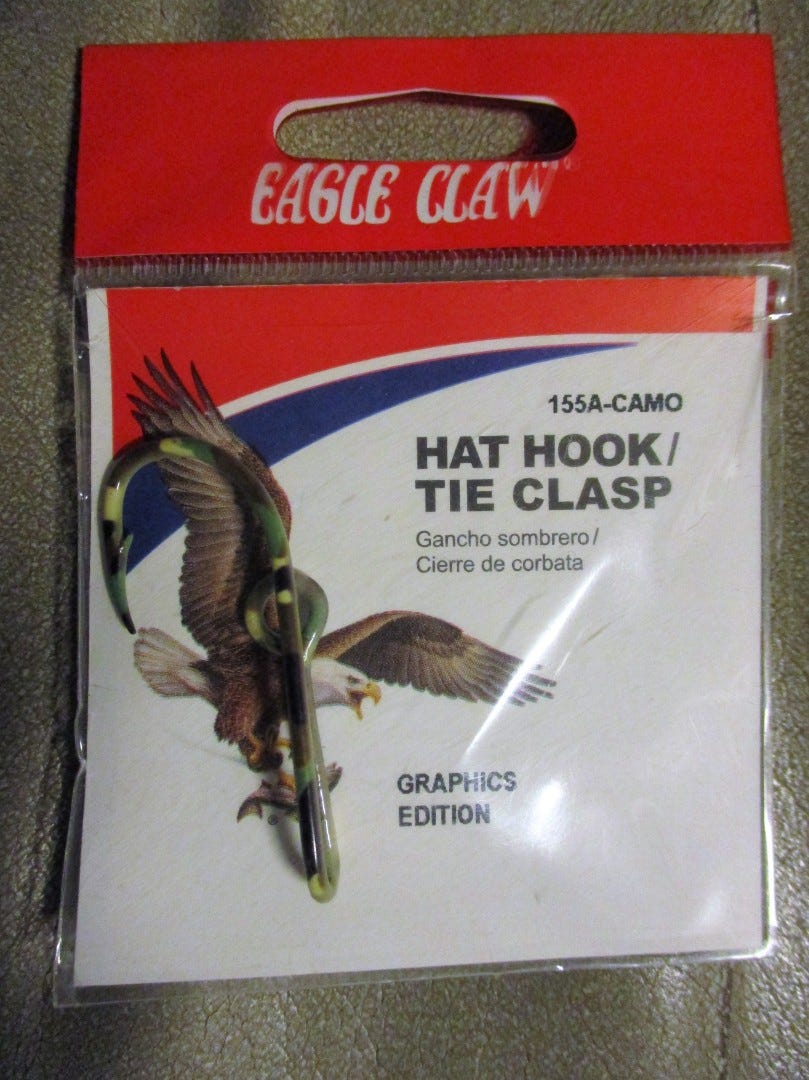 EAGLE CLAW®
155A-CAMO
HAT HOOK/
TIE CLASP
Gancho sombrero/
Cierre de corbata
GRAPHICS
EDITION
®